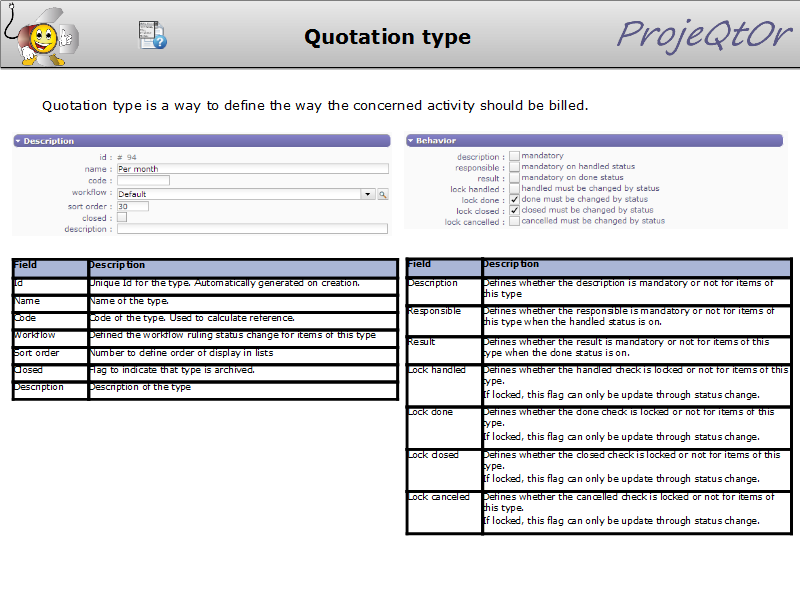 Quotation type
ProjeQtOr
Quotation type is a way to define the way the concerned activity should be billed.
Description
id : # 94
name : Per month
code :
workflow : Default
sort order : 30
closed :
description :
Field Description
Id Unique Id for the type. Automatically generated on creation.
Name Name of the type.
Code Code of the type. Used to calculate reference.
Workflow Defined the workflow ruling status change for items of this type
Sort order Number to define order of display in lists
Closed Flag to indicate that type is archived.
Description Description of the type
Behavior
description : mandatory
responsible : mandatory on handled status
result : mandatory on done status
lock handled : handled must be changed by status
lock done : done must be changed by status
lock closed : closed must be changed by status
lock cancelled : cancelled must be changed by status
Field Description
Description Defines whether the description is mandatory or not for items of
this type
Responsible Defines whether the responsible is mandatory or not for items of
this type when the handled status is on.
Result Defines whether the result is mandatory or not for items of this
type when the done status is on.
Lock handled Defines whether the handled check is locked or not for items of this
type.
If locked, this flag can only be update through status change.
Lock done Defines whether the done check is locked or not for items of this
type.
If locked, this flag can only be update through status change.
Lock closed Defines whether the closed check is locked or not for items of this
type.
If locked, this flag can only be update through status change.
Lock canceled Defines whether the cancelled check is locked or not for items of
this type.
If locked, this flag can only be update through status change.